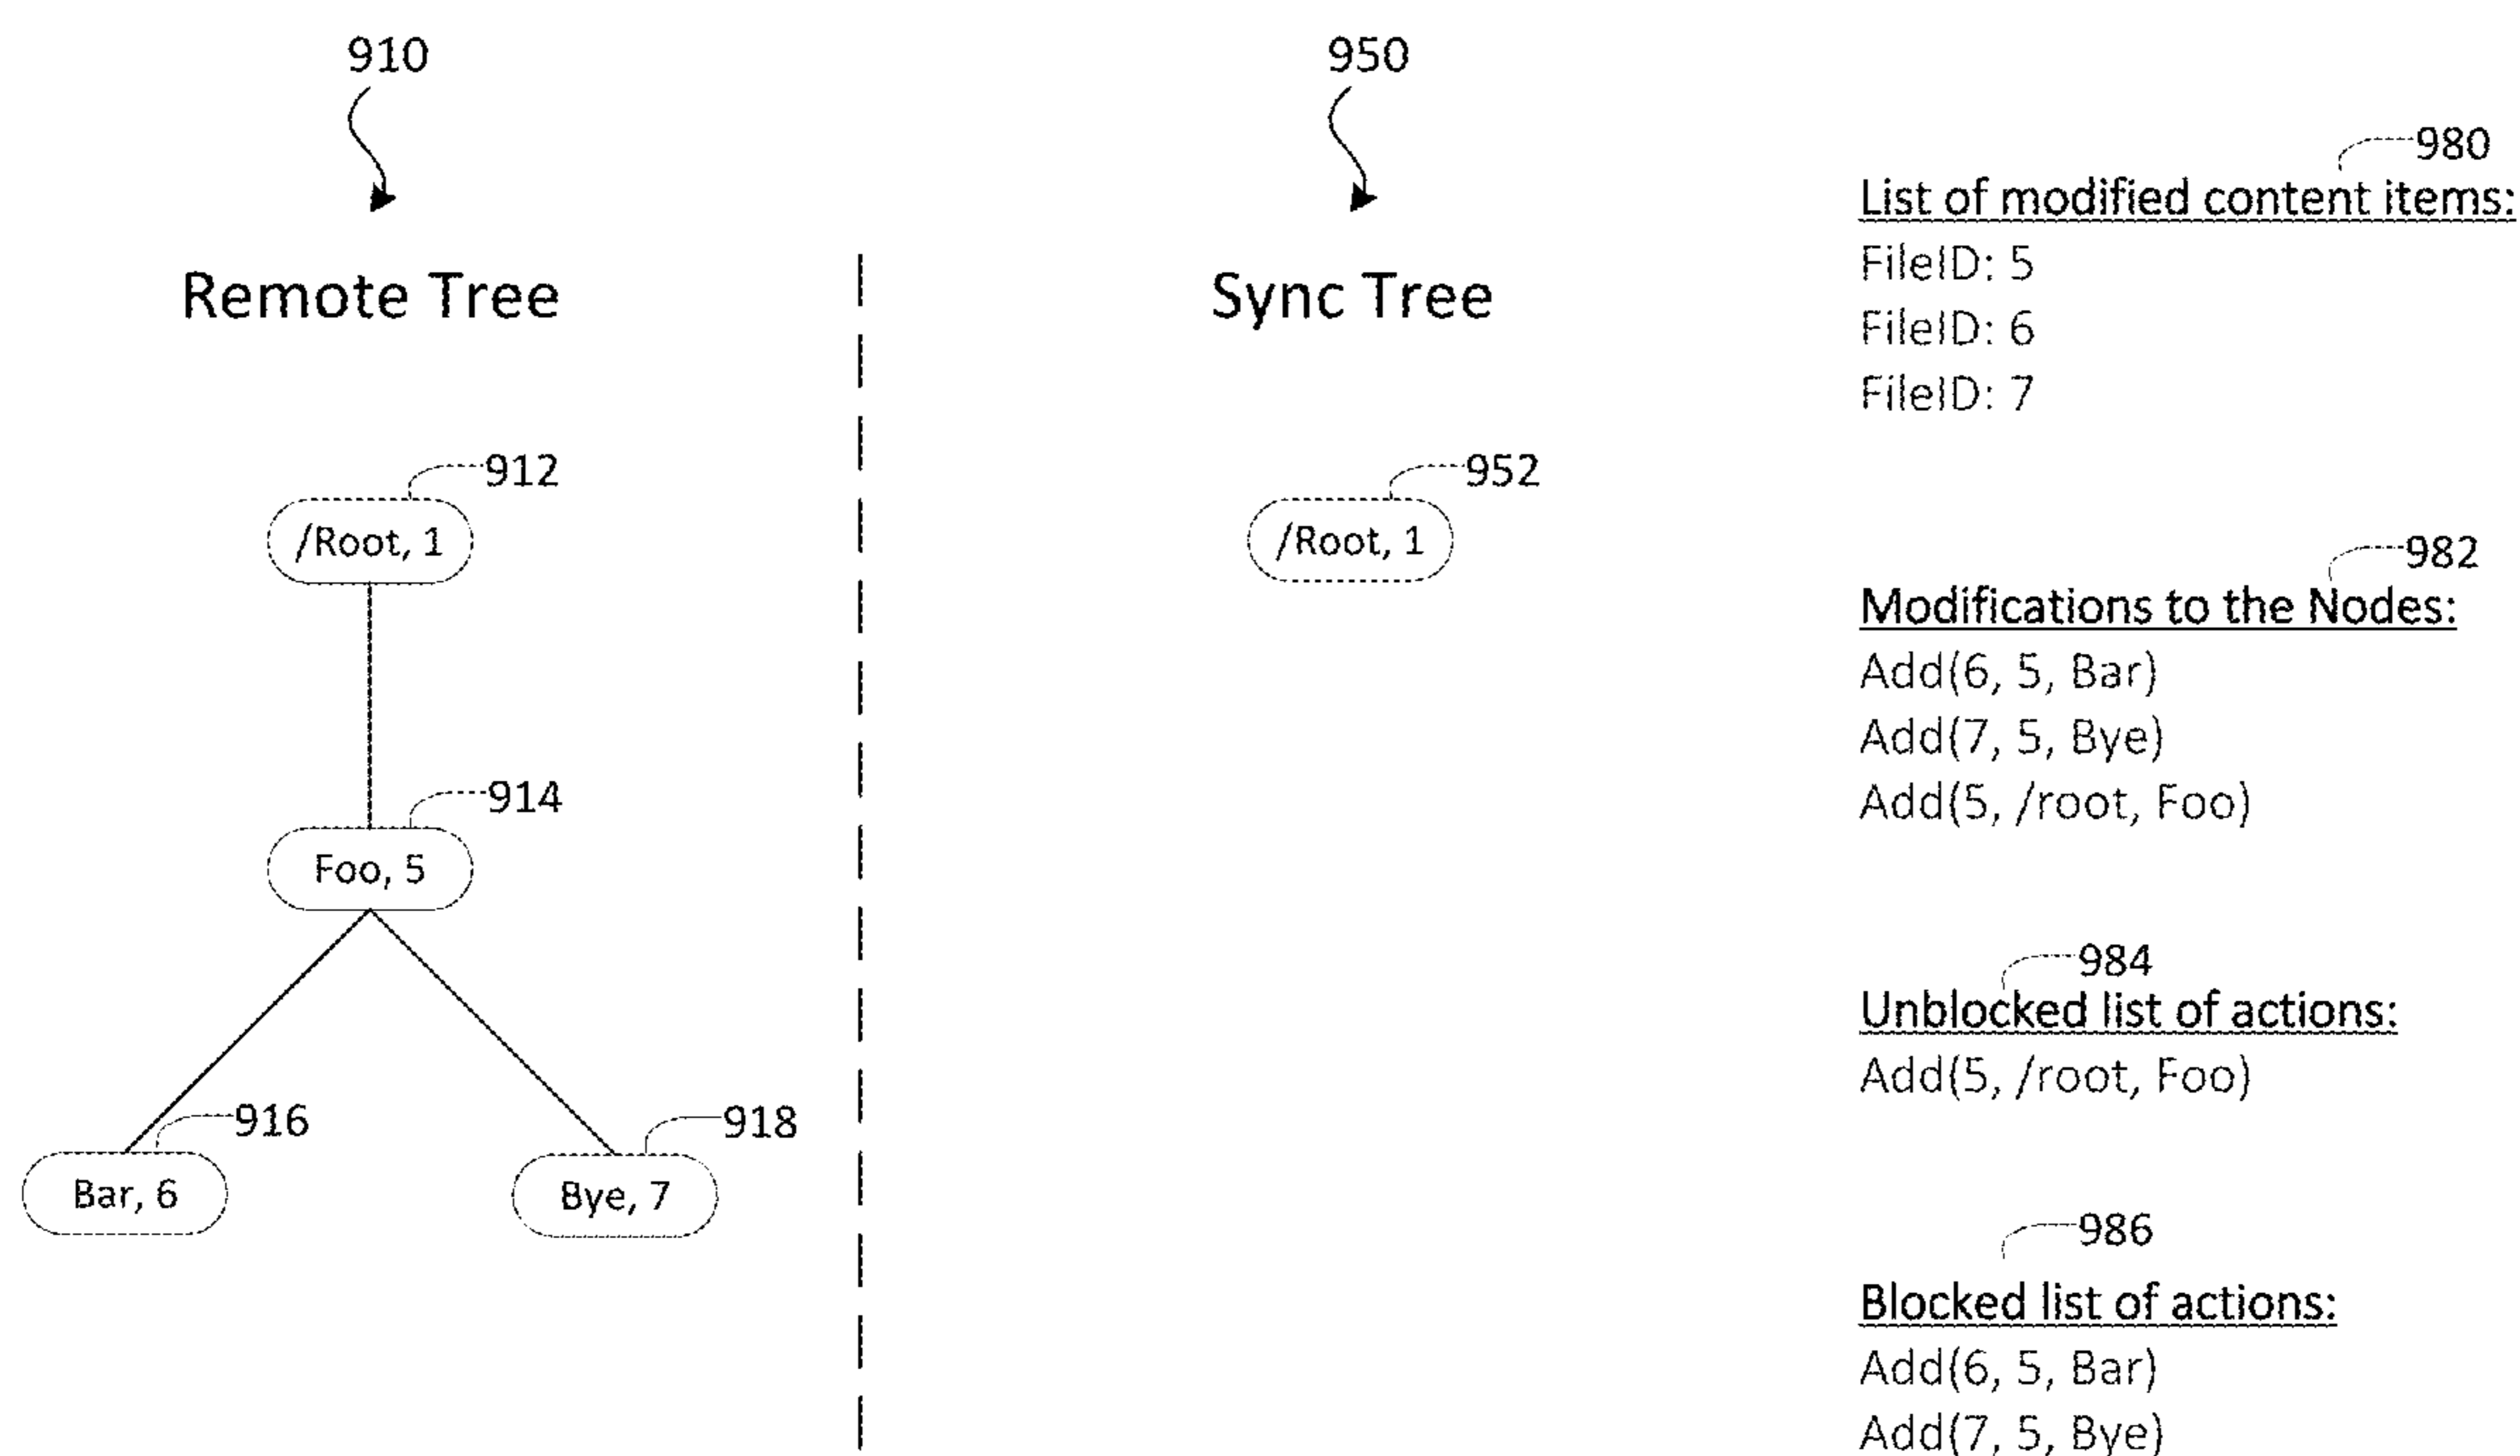 910
Remote Tree
912
/Root, 1
914
Foo, 5
916
Bar, 6
918
Bye, 7
950
Sync Tree
952
/Root, 1
980
List of modified content items:
FileID: 5
FileID: 6
FileID: 7
982
Modifications to the Nodes:
Add(6, 5, Bar)
Add(7, 5, Bye)
Add(5, /root, Foo)
984
Unblocked list of actions:
Add(5, /root, Foo)
986
Blocked list of actions:
Add(6, 5, Bar)
Add(7, 5, Bye)